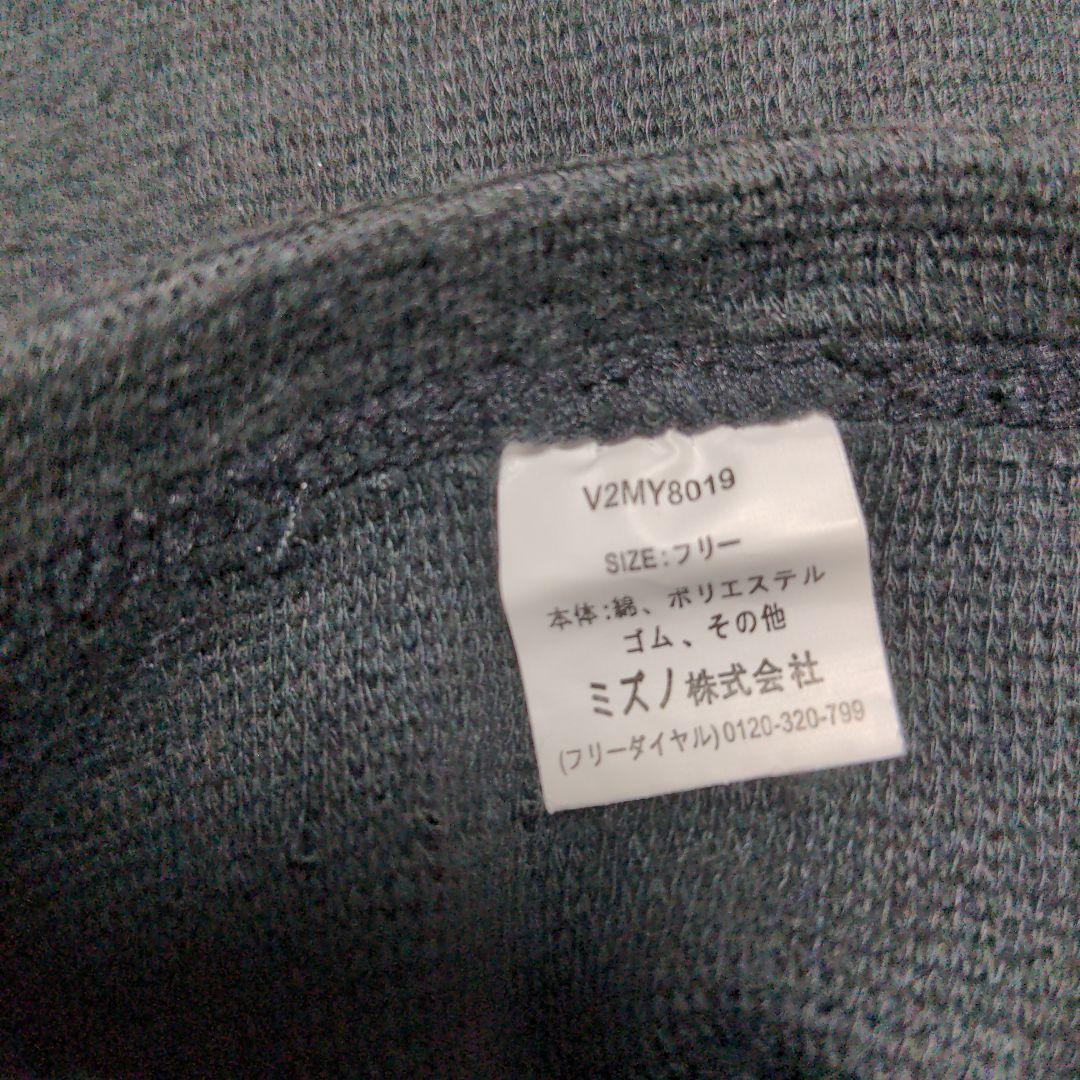 V2MY8019
SIZE:フリー
本体:綿、ポリエステル
ゴム、その他
ミズノ株式会社
(フリーダイヤル)0120-320-799